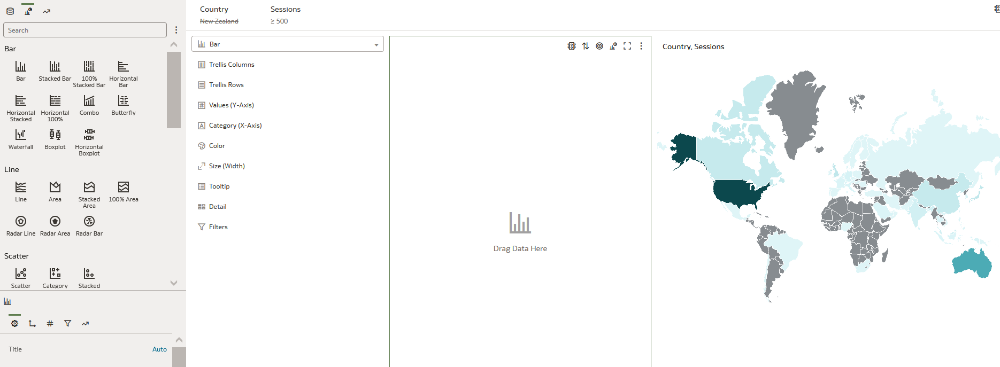 Search
Bar
Bar
Stacked Bar
100% Stacked Bar
Horizontal Bar
Horizontal Stacked
Horizontal 100%
Combo
Butterfly
Waterfall
Boxplot
Horizontal Boxplot
Line
Line
Area
Stacked Area
100% Area
Radar Line
Radar Area
Radar Bar
Scatter
Scatter
Category
Stacked
Title
Auto
Country
Sessions
New Zealand
≥ 500
Bar
Trellis Columns
Trellis Rows
Values (Y-Axis)
Category (X-Axis)
Color
Size (Width)
Tooltip
Detail
Filters
Drag Data Here
Country, Sessions